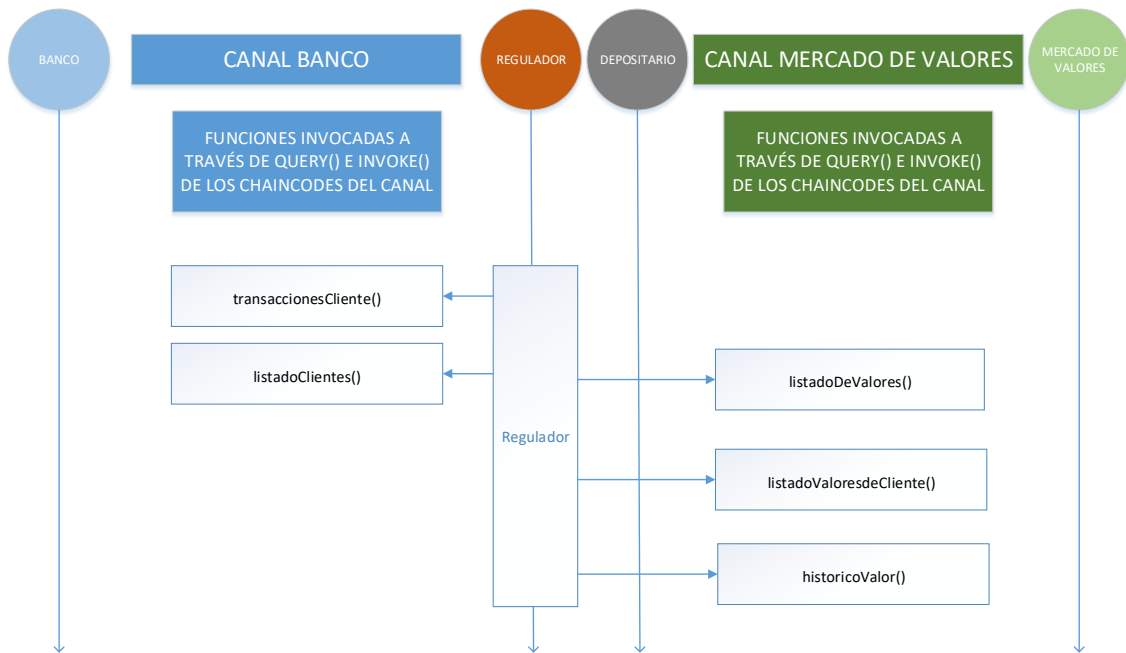 BANCO
CANAL BANCO
REGULADOR
DEPOSITARIO
CANAL MERCADO DE VALORES
MERCADO DE
VALORES
FUNCIONES INVOCADAS A
TRAVÉS DE QUERY() E INVOKE()
DE LOS CHAINCODES DEL CANAL
FUNCIONES INVOCADAS A
TRAVÉS DE QUERY() E INVOKE()
DE LOS CHAINCODES DEL CANAL
transaccionesCliente()
listadoClientes()
listadoDeValores()
Regulador
listadoValoresdeCliente()
historicoValor()